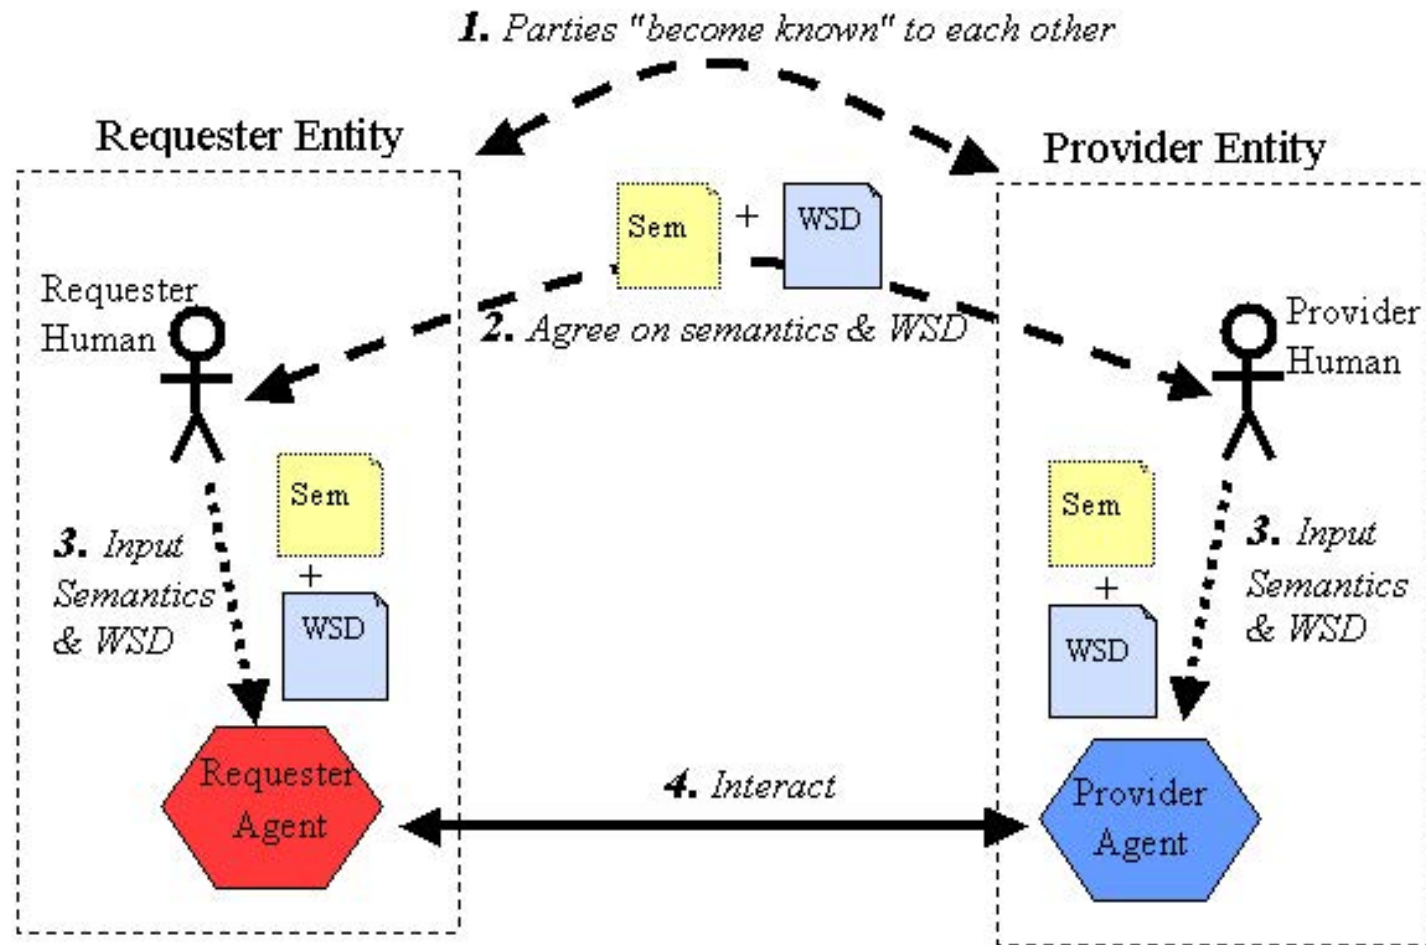 1. Parties "become known" to each other
Requester Entity
Provider Entity
Sem
+
WSD
Requester
Human
Provider
Human
2. Agree on semantics & WSD
Sem
+
WSD
3. Input
Semantics
& WSD
Sem
+
WSD
3. Input
Semantics
& WSD
Requester
Agent
4. Interact
Provider
Agent